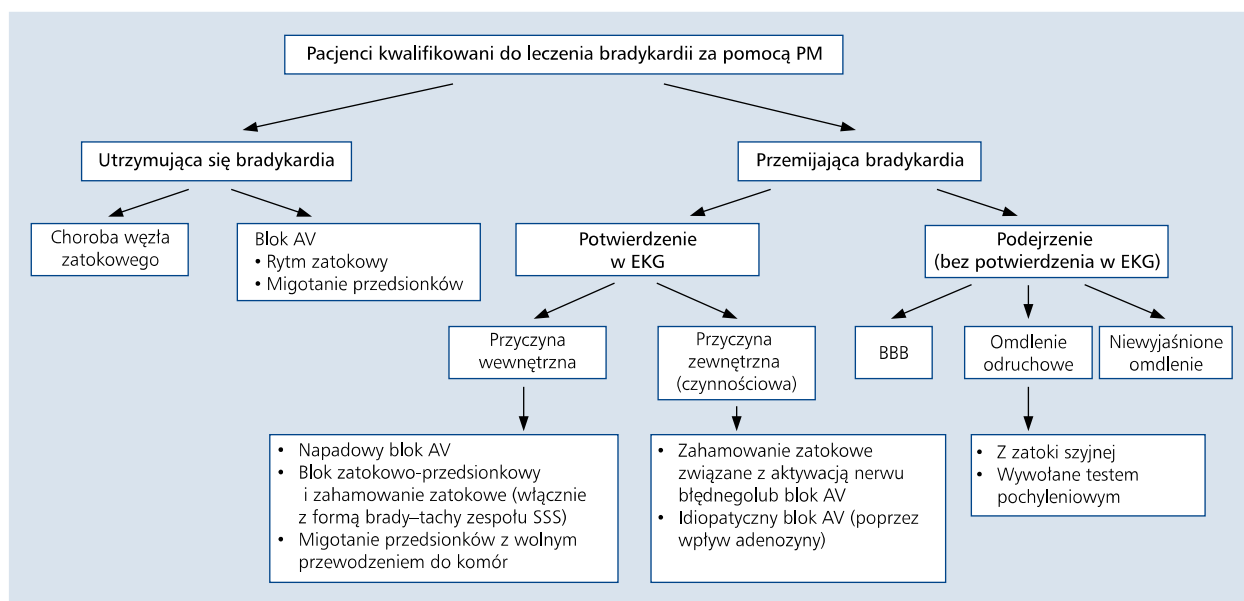 Pacjenci kwalifikowani do leczenia bradykardii za pomocą PM
Utrzymująca się bradykardia
Przemijająca bradykardia
Choroba węzła
zatokowego
Blok AV
• Rytm zatokowy
• Migotanie przedsionków
Potwierdzenie
w EKG
Podejrzenie
(bez potwierdzenia w EKG)
Przyczyna
wewnętrzna
Przyczyna
zewnętrzna
(czynnościowa)
BBB
Omdlenie
odruchowe
Niewyjaśnione
omdlenie
• Napadowy blok AV
• Blok zatokowo-przedsionkowy
i zahamowanie zatokowe (włącznie
z formą brady–tachy zespołu SSS)
• Migotanie przedsionków z wolnym
przewodzeniem do komór
• Zahamowanie zatokowe
związane z aktywacją nerwu
błędnegolub blok AV
• Idiopatyczny blok AV (poprzez
wpływ adenozyny)
• Z zatoki szyjnej
• Wywołane testem
pochyleniowym